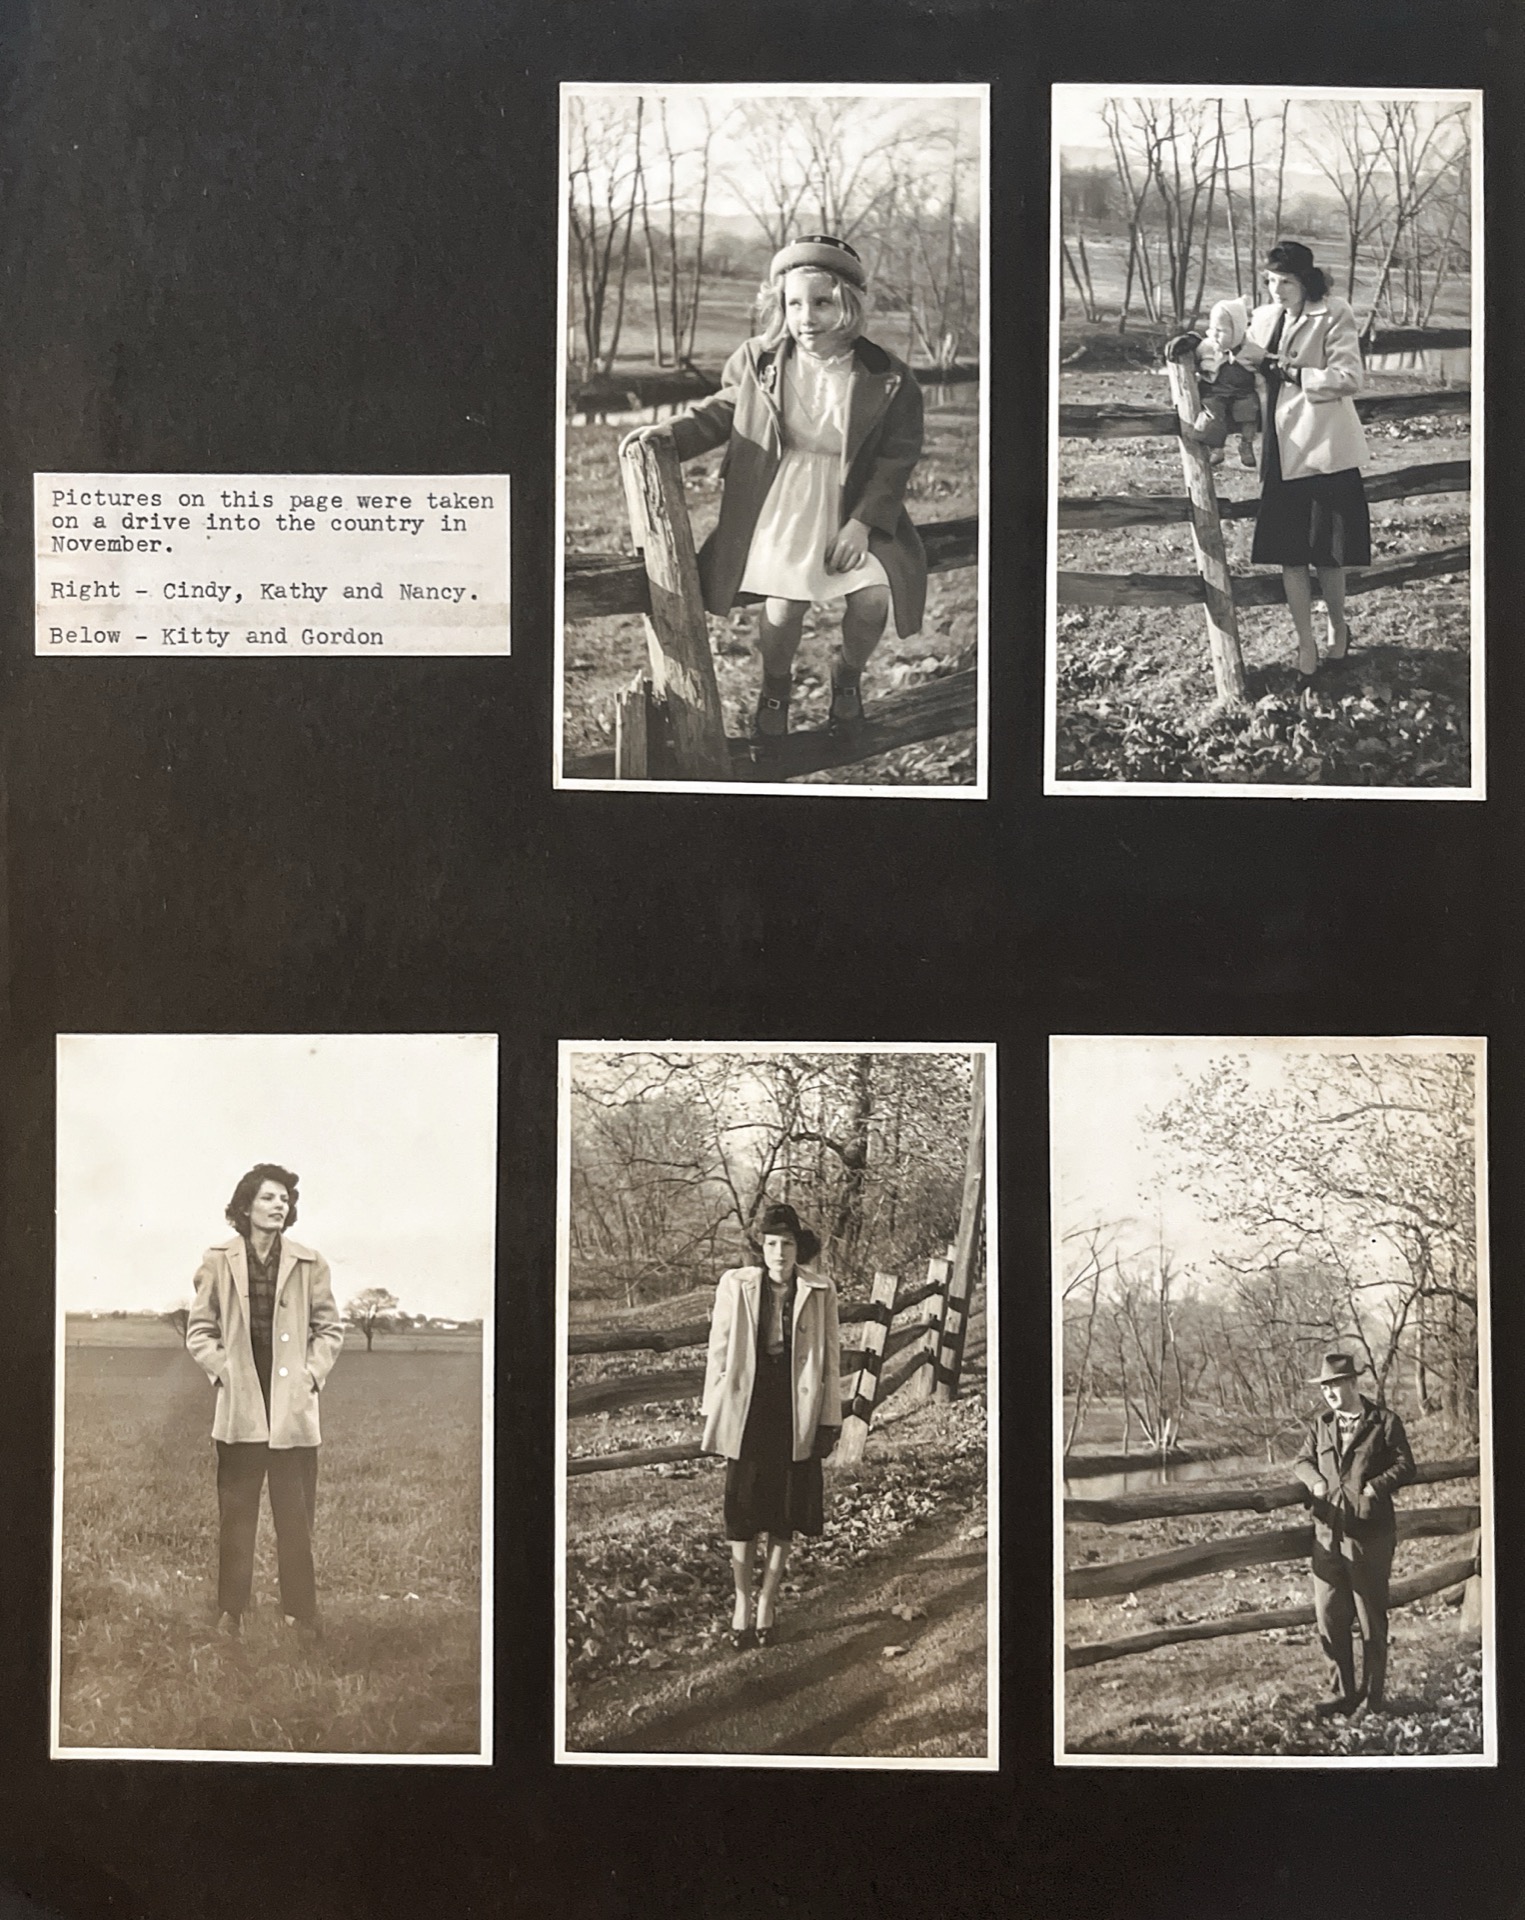 Pictures on this page were taken
on a drive into the country in
November.
Right - Cindy, Kathy and Nancy.
Below - Kitty and Gordon